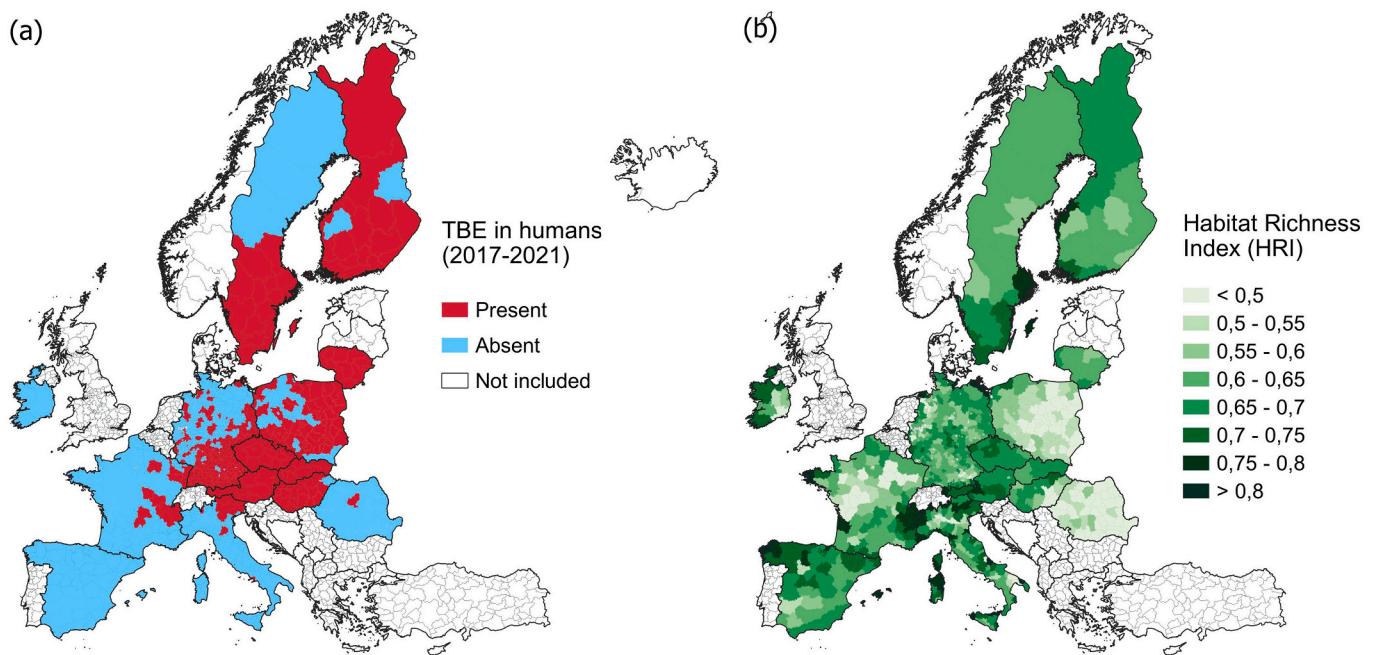 (a)
TBE in humans
(2017-2021)
Present
Absent
Not included
(b)
Habitat Richness
Index (HRI)
< 0,5
0,5 - 0,55
0,55 - 0,6
0,6 - 0,65
0,65 - 0,7
0,7 - 0,75
0,75 - 0,8
> 0,8